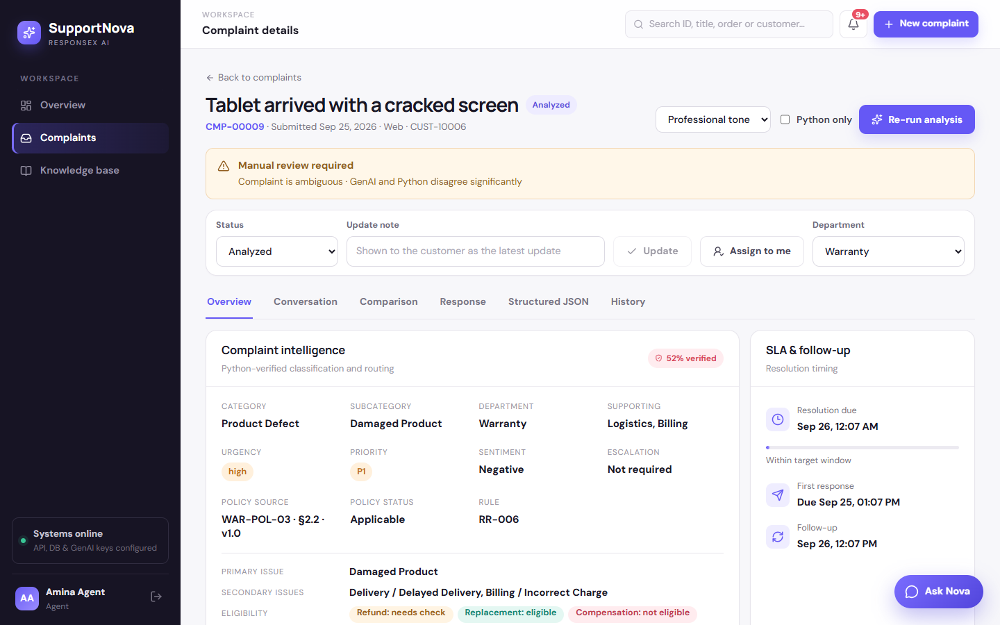 SupportNova
RESPONSEX AI
WORKSPACE
Overview
Complaints
Knowledge base
Systems online
API, DB & GenAI keys configured
AA
Amina Agent
Agent
WORKSPACE
Complaint details
Search ID, title, order or customer...
9+
New complaint
Back to complaints
Tablet arrived with a cracked screen
Analyzed
CMP-00009 · Submitted Sep 25, 2026 · Web · CUST-10006
Professional tone
Python only
Re-run analysis
Manual review required
Complaint is ambiguous · GenAI and Python disagree significantly
Status
Update note
Department
Analyzed
Shown to the customer as the latest update
Update
Assign to me
Warranty
Overview
Conversation
Comparison
Response
Structured JSON
History
Complaint intelligence
Python-verified classification and routing
52% verified
CATEGORY
Product Defect
SUBCATEGORY
Damaged Product
DEPARTMENT
Warranty
SUPPORTING
Logistics, Billing
URGENCY
high
PRIORITY
P1
SENTIMENT
Negative
ESCALATION
Not required
POLICY SOURCE
WAR-POL-03 · §2.2 ·
v1.0
POLICY STATUS
Applicable
RULE
RR-006
PRIMARY ISSUE
Damaged Product
SECONDARY ISSUES
Delivery / Delayed Delivery, Billing / Incorrect Charge
ELIGIBILITY
Refund: needs check
Replacement: eligible
Compensation: not eligible
SLA & follow-up
Resolution timing
Resolution due
Sep 26, 12:07 AM
Within target window
First response
Due Sep 25, 01:07 PM
Follow-up
Sep 26, 12:07 PM
Ask Nova